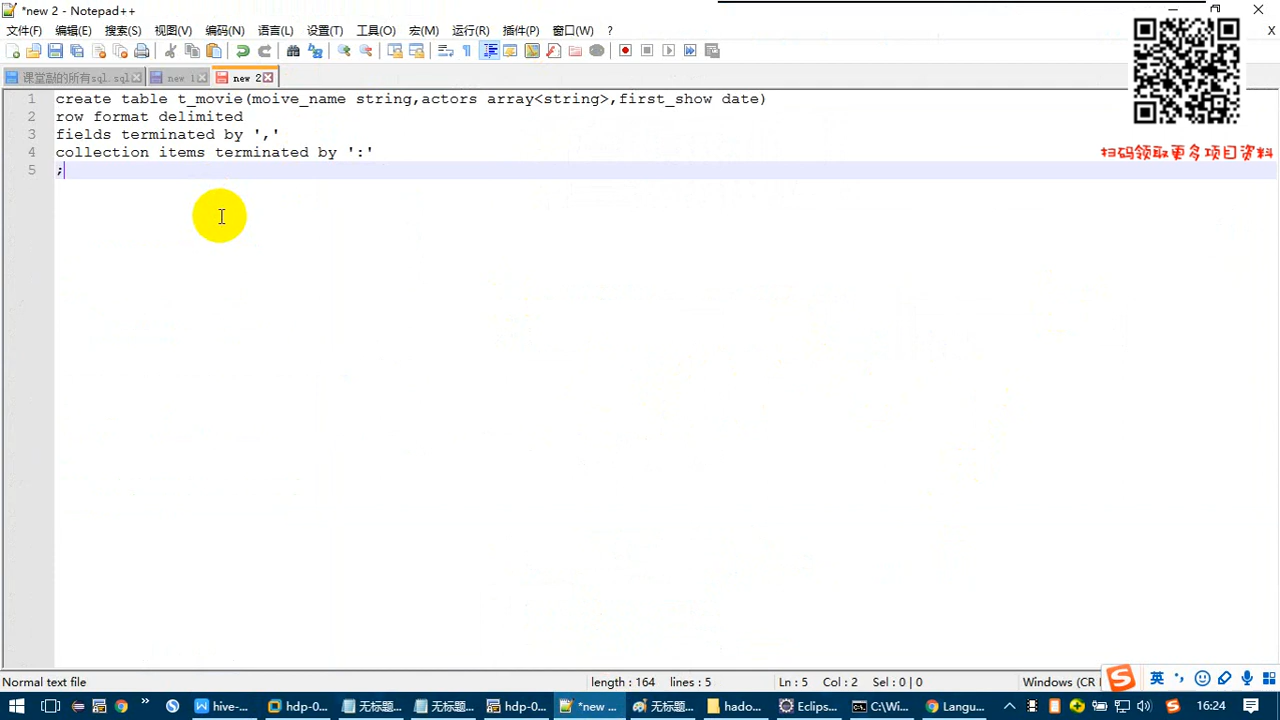 *new 2 - Notepad++
文件(F) 编辑(E) 搜索(S) 视图(V) 编码(N) 语言(L) 设置(T) 工具(O) 宏(M) 运行(R) 插件(P) 窗口(W) ?
X
课堂敲的所有sql.sql new 1 new 2
1 create table t_movie(moive_name string,actors array<string>,first_show date)
2 row format delimited
3 fields terminated by ','
4 collection items terminated by ':'
5 ;
扫码领取更多项目资料
Normal text file length : 164 lines : 5 Ln : 5 Col : 2 Sel : 0 | 0 Windows (CR
英
hive-... hdp-0... 无标题... 无标题... hdp-0... *new ... 无标题... hado... Eclips... C:\Wi... Langu... 16:24